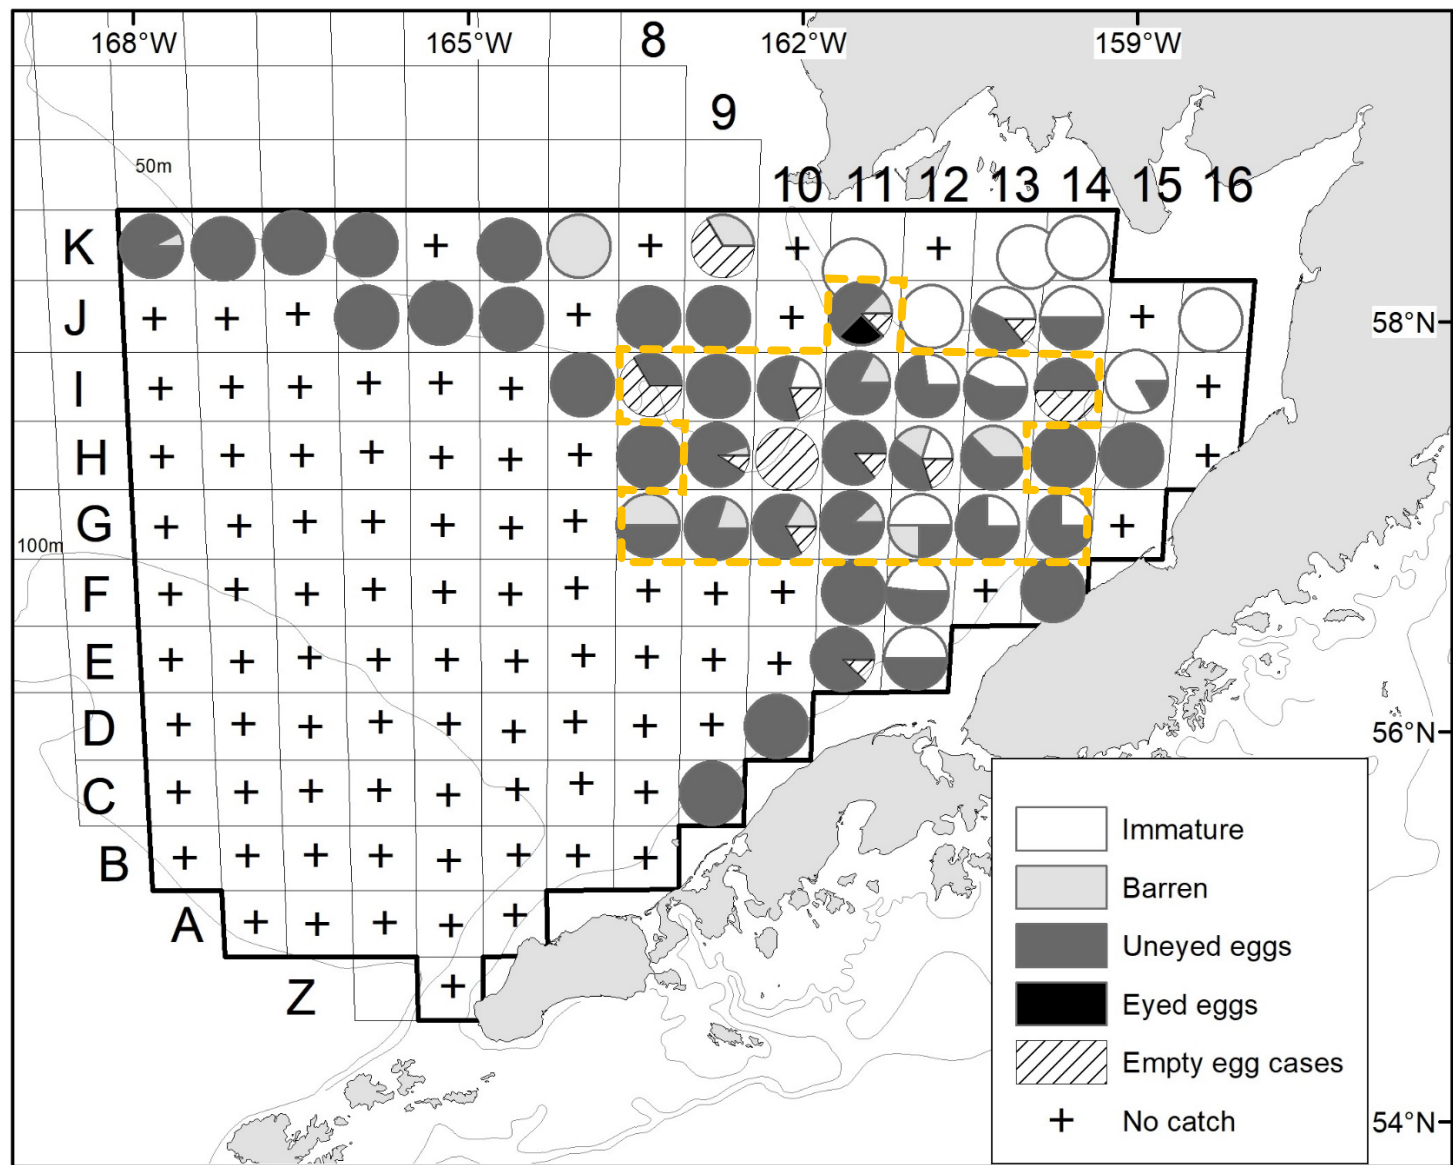 168°W 165°W 8 162°W 159°W
9
50m
10 11 12 13 14 15 16
K
J
58°N
I
H
G
100m
F
E
D
56°N
C
B
Immature
Barren
A
Uneyed eggs
Z
Eyed eggs
Empty egg cases
No catch
54°N